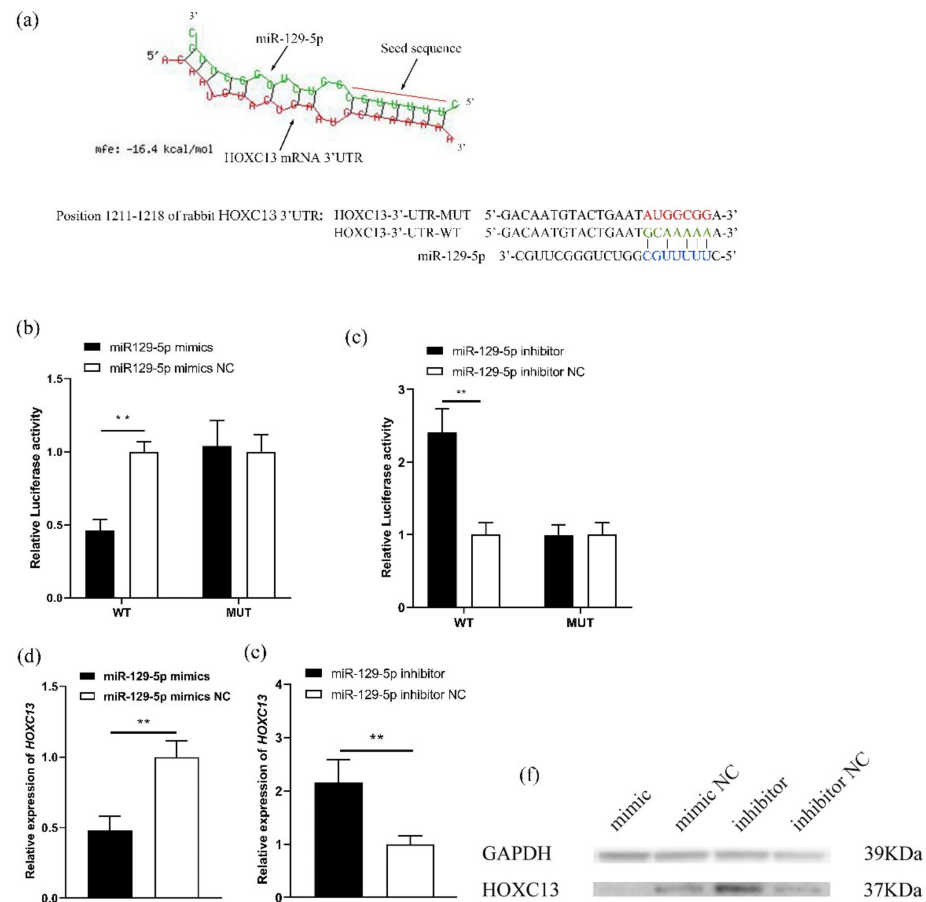 (a)
3'
miR-129-5p
Seed sequence
5'
5'
3'
mfe: -16.4 kcal/mol
HOXC13 mRNA 3'UTR
Position 1211-1218 of rabbit HOXC13 3'UTR: HOXC13-3'-UTR-MUT 5'-GACAATGTACTGAATAUGGCGGA-3'
HOXC13-3'-UTR-WT 5'-GACAATGTACTGAATGCAAAAAA-3'
miR-129-5p 3'-CGUUCGGGUCUGGCGUUUUUC-5'
(b)
miR129-5p mimics
miR129-5p mimics NC
Relative Luciferase activity
1.5
1.0
0.5
0.0
**
WT
MUT
(c)
miR-129-5p inhibitor
miR-129-5p inhibitor NC
Relative Luciferase activity
3
2
1
0
**
WT
MUT
(d)
miR-129-5p mimics
miR-129-5p mimics NC
Relative expression of HOXC13
1.5
1.0
0.5
0.0
**
(e)
miR-129-5p inhibitor
miR-129-5p inhibitor NC
Relative expression of HOXC13
4
3
2
1
0
**
(f)
mimic
mimic NC
inhibitor
inhibitor NC
GAPDH 39KDa
HOXC13 37KDa